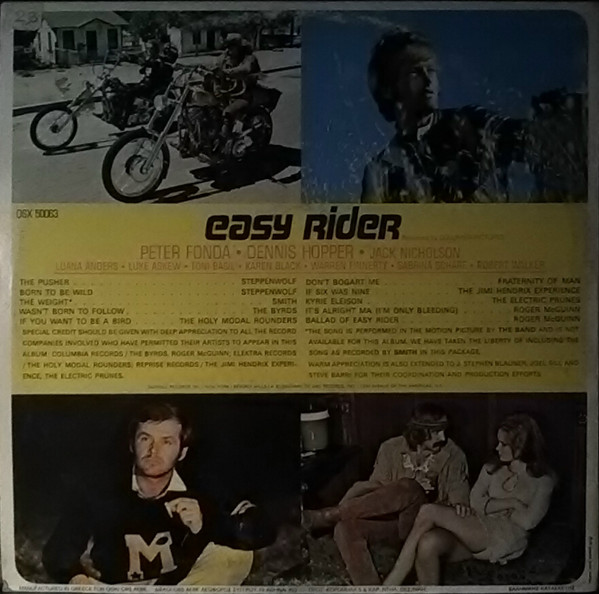 DSX 50063
easy Rider
PETER FONDA • DENNIS HOPPER • JACK NICHOLSON
LUANA ANDERS • LUKE ASKEW • TONI BASIL • KAREN BLACK • WARREN FINNERTY • SABRINA SCHARF • ROBERT WALKER
THE PUSHER STEPPENWOLF
BORN TO BE WILD STEPPENWOLF
THE WEIGHT* SMITH
WASN'T BORN TO FOLLOW THE BYRDS
IF YOU WANT TO BE A BIRD THE HOLY MODAL ROUNDERS
SPECIAL CREDIT SHOULD BE GIVEN WITH DEEP APPRECIATION TO ALL THE RECORD
COMPANIES INVOLVED WHO HAVE PERMITTED THEIR ARTISTS TO APPEAR IN THIS
ALBUM: COLUMBIA RECORDS / THE BYRDS, ROGER McGUINN; ELEKTRA RECORDS
/ THE HOLY MODAL ROUNDERS; REPRISE RECORDS / THE JIMI HENDRIX EXPERI-
ENCE, THE ELECTRIC PRUNES.
DON'T BOGART ME FRATERNITY OF MAN
IF SIX WAS NINE THE JIMI HENDRIX EXPERIENCE
KYRIE ELEISON THE ELECTRIC PRUNES
IT'S ALRIGHT MA (I'M ONLY BLEEDING) ROGER McGUINN
BALLAD OF EASY RIDER ROGER McGUINN
*THE SONG IS PERFORMED IN THE MOTION PICTURE BY THE BAND AND IS NOT
AVAILABLE FOR THIS ALBUM. WE HAVE TAKEN THE LIBERTY OF INCLUDING THE
SONG AS RECORDED BY SMITH IN THIS PACKAGE.
WARM APPRECIATION IS ALSO EXTENDED TO J. STEPHEN BLAUNER, JOEL SILL AND
STEVE BARRI FOR THEIR COORDINATION AND PRODUCTION EFFORTS.
M